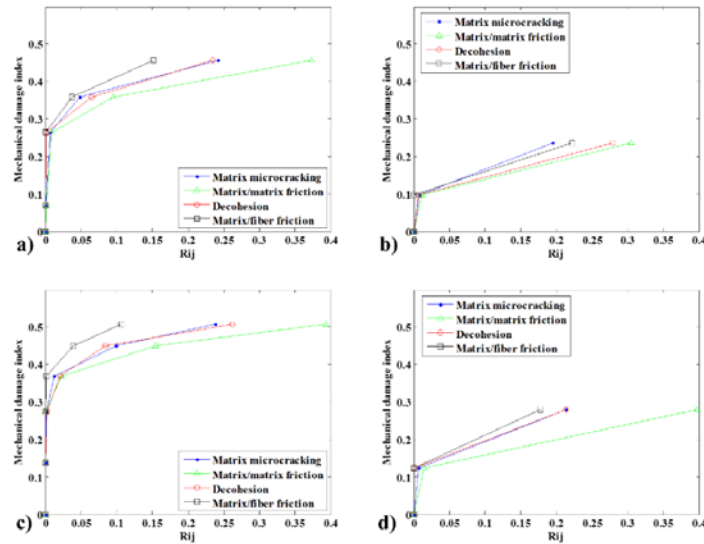 Mechanical damage index
0.5
0.4
0.3
0.2
0.1
0
Matrix microcracking
Matrix/matrix friction
Decohesion
Matrix/fiber friction
0 0.05 0.1 0.15 0.2 0.25 0.3 0.35 0.4
a) Rij
Mechanical damage index
0.5
0.4
0.3
0.2
0.1
0
Matrix microcracking
Matrix/matrix friction
Decohesion
Matrix/fiber friction
0 0.05 0.1 0.15 0.2 0.25 0.3 0.35 0.4
b) Rij
Mechanical damage index
0.5
0.4
0.3
0.2
0.1
0
Matrix microcracking
Matrix/matrix friction
Decohesion
Matrix/fiber friction
0 0.05 0.1 0.15 0.2 0.25 0.3 0.35 0.4
c) Rij
Mechanical damage index
0.5
0.4
0.3
0.2
0.1
0
Matrix microcracking
Matrix/matrix friction
Decohesion
Matrix/fiber friction
0 0.05 0.1 0.15 0.2 0.25 0.3 0.35 0.4
d) Rij